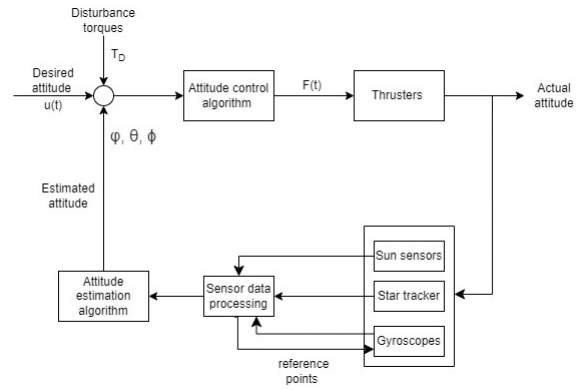 Disturbance
torques
T_D
Desired
attitude
u(t)
Attitude control
algorithm
F(t)
Thrusters
Actual
attitude
φ, θ, ϕ
Estimated
attitude
Sun sensors
Attitude
estimation
algorithm
Sensor data
processing
Star tracker
Gyroscopes
reference
points